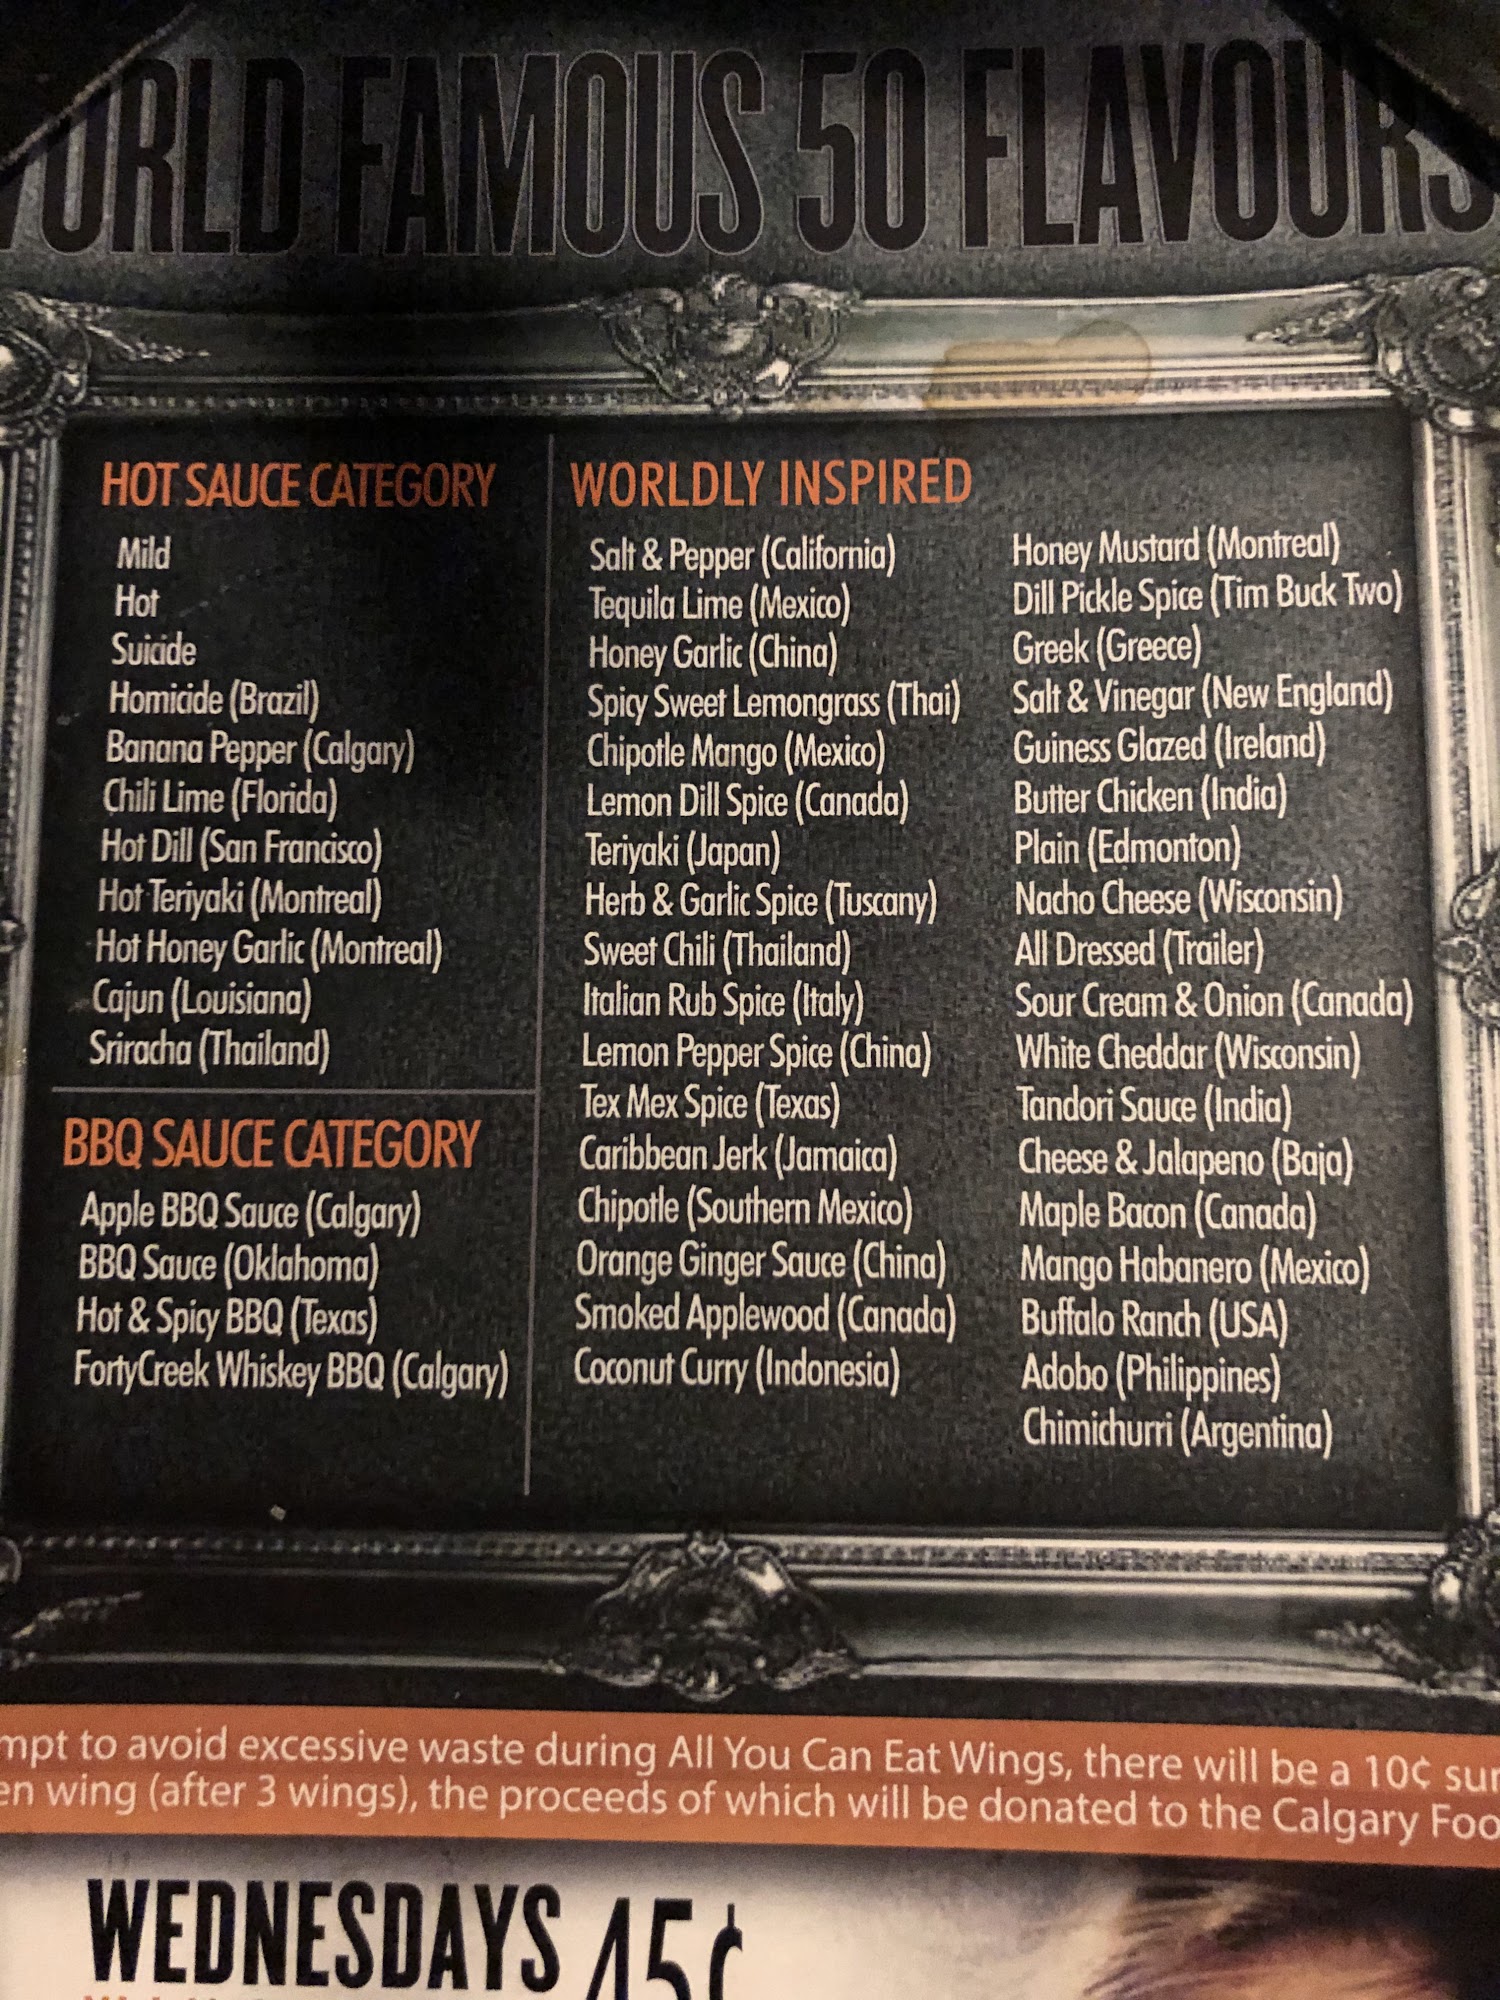 WORLD FAMOUS 50 FLAVOURS
HOT SAUCE CATEGORY
Mild
Hot
Suicide
Homicide (Brazil)
Banana Pepper (Calgary)
Chili Lime (Florida)
Hot Dill (San Francisco)
Hot Teriyaki (Montreal)
Hot Honey Garlic (Montreal)
Cajun (Louisiana)
Sriracha (Thailand)
BBQ SAUCE CATEGORY
Apple BBQ Sauce (Calgary)
BBQ Sauce (Oklahoma)
Hot & Spicy BBQ (Texas)
FortyCreek Whiskey BBQ (Calgary)
WORLDLY INSPIRED
Salt & Pepper (California)
Tequila Lime (Mexico)
Honey Garlic (China)
Spicy Sweet Lemongrass (Thai)
Chipotle Mango (Mexico)
Lemon Dill Spice (Canada)
Teriyaki (Japan)
Herb & Garlic Spice (Tuscany)
Sweet Chili (Thailand)
Italian Rub Spice (Italy)
Lemon Pepper Spice (China)
Tex Mex Spice (Texas)
Caribbean Jerk (Jamaica)
Chipotle (Southern Mexico)
Orange Ginger Sauce (China)
Smoked Applewood (Canada)
Coconut Curry (Indonesia)
Honey Mustard (Montreal)
Dill Pickle Spice (Tim Buck Two)
Greek (Greece)
Salt & Vinegar (New England)
Guiness Glazed (Ireland)
Butter Chicken (India)
Plain (Edmonton)
Nacho Cheese (Wisconsin)
All Dressed (Trailer)
Sour Cream & Onion (Canada)
White Cheddar (Wisconsin)
Tandori Sauce (India)
Cheese & Jalapeno (Baja)
Maple Bacon (Canada)
Mango Habanero (Mexico)
Buffalo Ranch (USA)
Adobo (Philippines)
Chimichurri (Argentina)
mpt to avoid excessive waste during All You Can Eat Wings, there will be a 10¢ sur
en wing (after 3 wings), the proceeds of which will be donated to the Calgary Foo
WEDNESDAYS 45¢